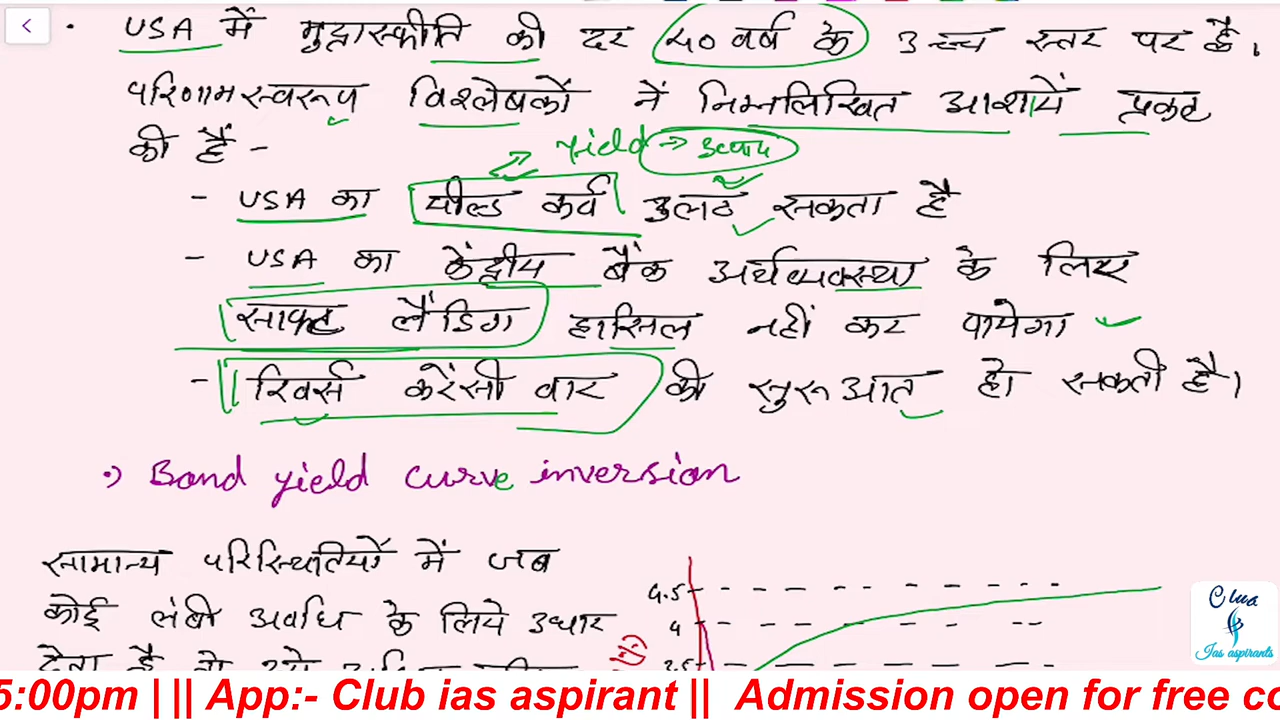 • USA में मुद्रास्फीति की दर 40 वर्ष के उच्च स्तर पर है।
परिणामस्वरूप विश्लेषकों नें निम्नलिखित आशायें प्रकट
की हैं -
yield →
- USA का यील्ड कर्व उलट सकता है
- USA का केंद्रीय बैंक अर्थव्यवस्था के लिए
साफ्ट लैंडिग हासिल नहीं कर पायेगा
- रिवर्स करेंसी वार की सुरूआत हो सकती है।
Bond yield curve inversion
सामान्य परिस्थितियों में जब
कोई लंबी अवधि के लिये उधार
4.5
4
Club
Ias aspirants
5:00pm | || App:- Club ias aspirant || Admission open for free co